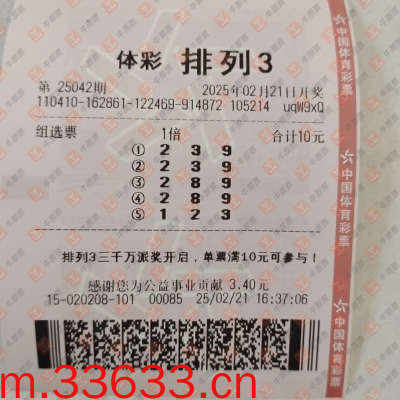 体彩 排列3
第 25042期 2025年02月21日开奖
110410-162861-122469-914872 105214 uqW9xQ
组选票 1倍 合计10元
① 2 3 9
② 2 3 9
③ 2 8 9
④ 2 8 9
⑤ 1 2 3
排列3三千万派奖开启，单票满10元可参与！
感谢您为公益事业贡献 3.40元
15-020208-101 00085 25/02/21 16:37:06
中国体育彩票
中国体育彩票
中国体育彩票
m.33633.cn